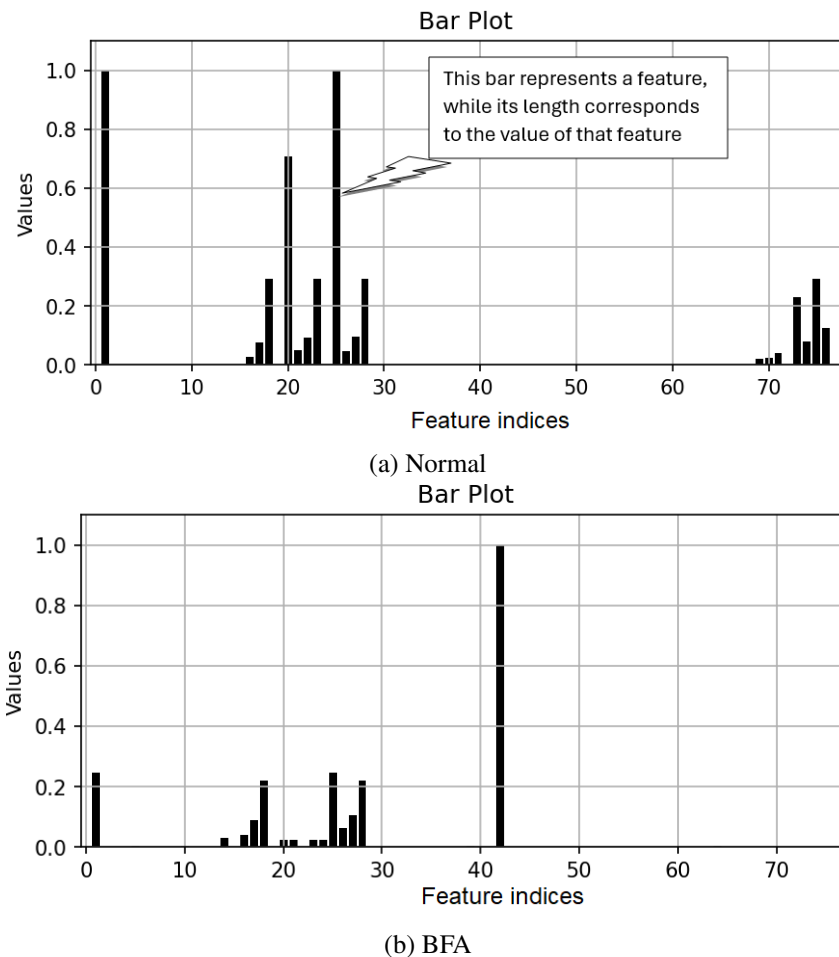 Bar Plot
1.0
0.8
0.6
0.4
0.2
0.0
Values
This bar represents a feature,
while its length corresponds
to the value of that feature
0 10 20 30 40 50 60 70
Feature indices
(a) Normal
Bar Plot
1.0
0.8
0.6
0.4
0.2
0.0
Values
0 10 20 30 40 50 60 70
Feature indices
(b) BFA